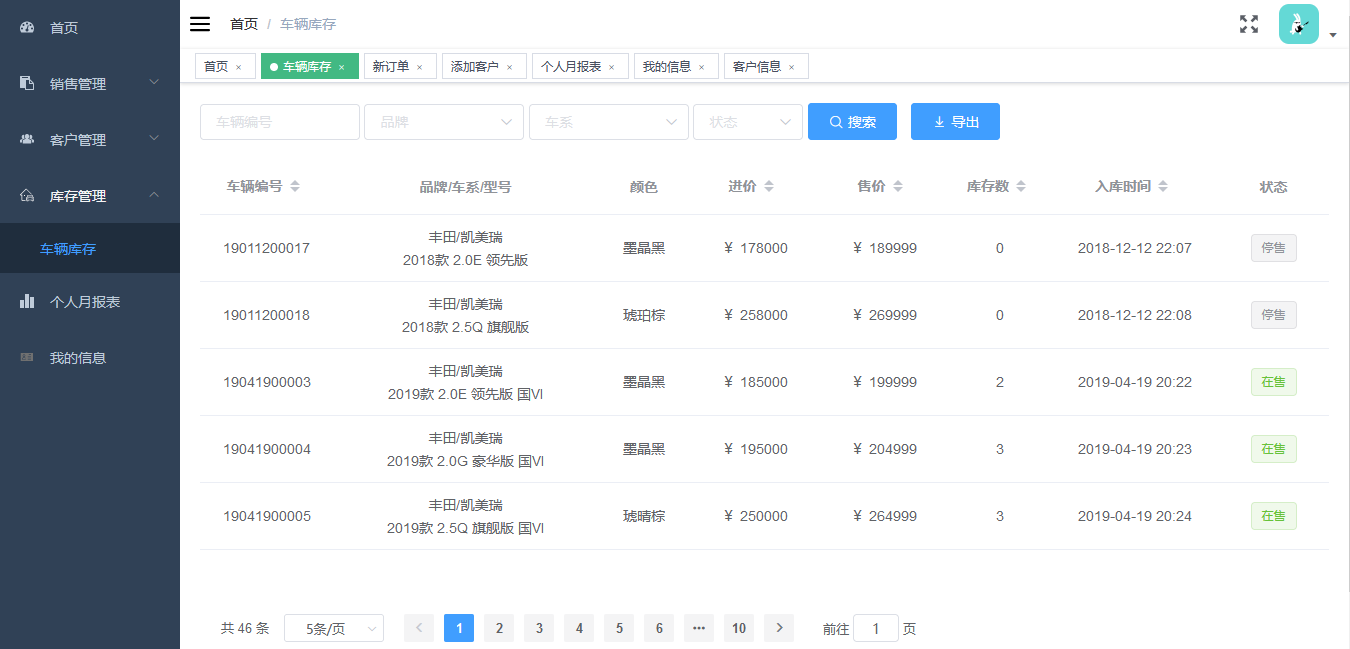 首页
销售管理
客户管理
库存管理
车辆库存
个人月报表
我的信息
首页 / 车辆库存
首页 × 车辆库存 × 新订单 × 添加客户 × 个人月报表 × 我的信息 × 客户信息 ×
车辆编号 品牌 车系 状态 搜索 导出
车辆编号 品牌/车系/型号 颜色 进价 售价 库存数 入库时间 状态
丰田/凯美瑞
19011200017 墨晶黑 ¥ 178000 ¥ 189999 0 2018-12-12 22:07 停售
2018款 2.0E 领先版
丰田/凯美瑞
19011200018 琥珀棕 ¥ 258000 ¥ 269999 0 2018-12-12 22:08 停售
2018款 2.5Q 旗舰版
丰田/凯美瑞
19041900003 墨晶黑 ¥ 185000 ¥ 199999 2 2019-04-19 20:22 在售
2019款 2.0E 领先版 国VI
丰田/凯美瑞
19041900004 墨晶黑 ¥ 195000 ¥ 204999 3 2019-04-19 20:23 在售
2019款 2.0G 豪华版 国VI
丰田/凯美瑞
19041900005 琥晴棕 ¥ 250000 ¥ 264999 3 2019-04-19 20:24 在售
2019款 2.5Q 旗舰版 国VI
共 46 条 5条/页 < 1 2 3 4 5 6 ··· 10 > 前往 1 页